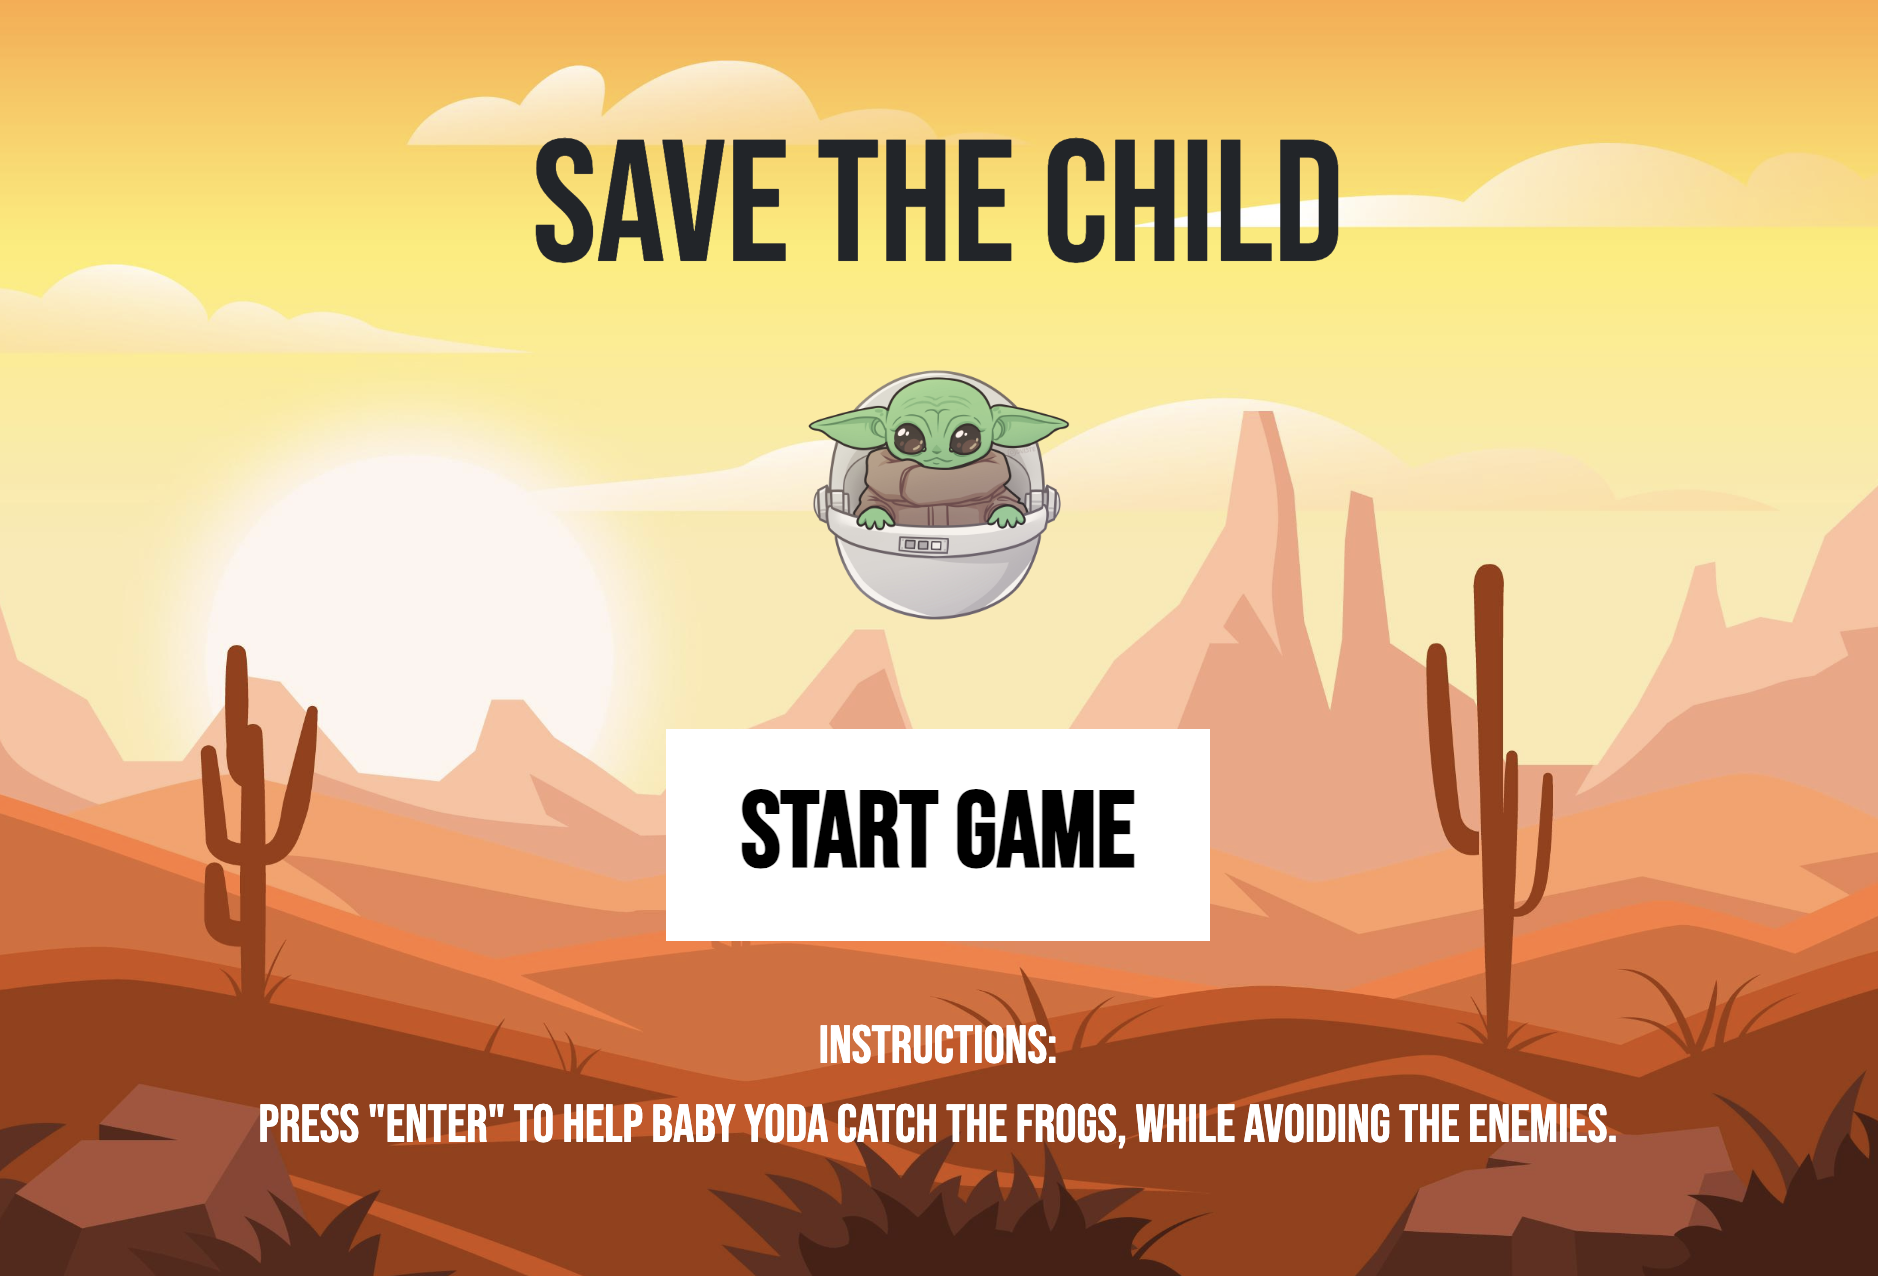 SAVE THE CHILD
START GAME
INSTRUCTIONS:
PRESS "ENTER" TO HELP BABY YODA CATCH THE FROGS, WHILE AVOIDING THE ENEMIES.